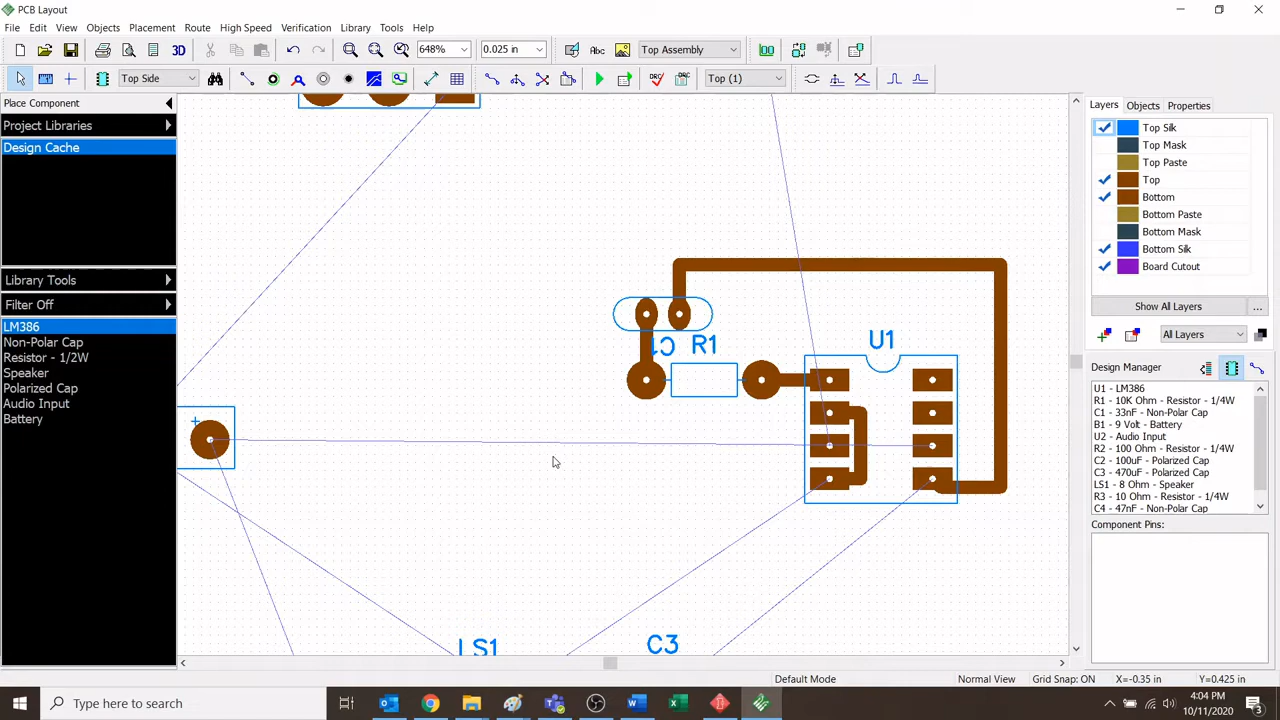 PCB Layout
File Edit View Objects Placement Route High Speed Verification Library Tools Help
3D 648% 0.025 in Abc Top Assembly
Top Side DRC Top (1)
Place Component
Project Libraries
Design Cache
Library Tools
Filter Off
LM386
Non-Polar Cap
Resistor - 1/2W
Speaker
Polarized Cap
Audio Input
Battery
C1 R1
U1
+
LS1
C3
Layers Objects Properties
Top Silk
Top Mask
Top Paste
Top
Bottom
Bottom Paste
Bottom Mask
Bottom Silk
Board Cutout
Show All Layers ...
All Layers
Design Manager
U1 - LM386
R1 - 10K Ohm - Resistor - 1/4W
C1 - 33nF - Non-Polar Cap
B1 - 9 Volt - Battery
U2 - Audio Input
R2 - 100 Ohm - Resistor - 1/4W
C2 - 100uF - Polarized Cap
C3 - 470uF - Polarized Cap
LS1 - 8 Ohm - Speaker
R3 - 10 Ohm - Resistor - 1/4W
C4 - 47nF - Non-Polar Cap
Component Pins:
Default Mode Normal View Grid Snap: ON X=-0.35 in Y=0.425 in
Type here to search
4:04 PM
10/11/2020
3